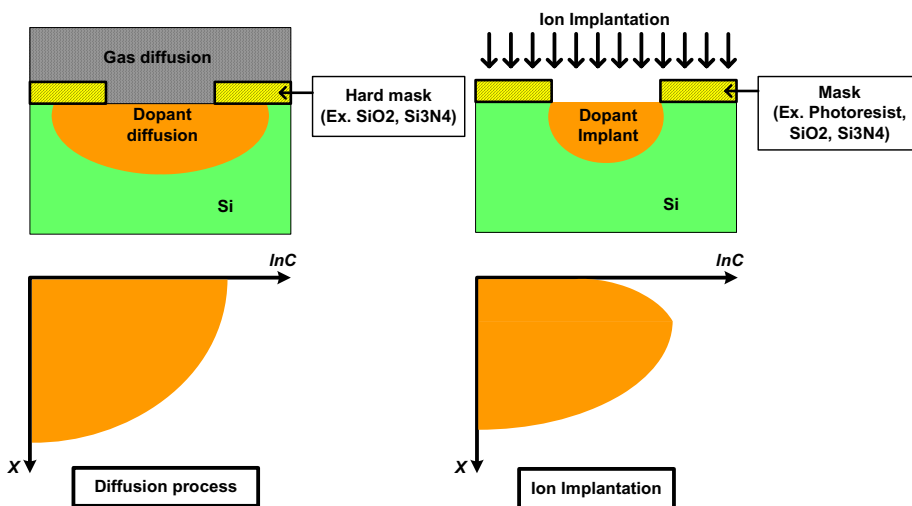 Gas diffusion
Hard mask
(Ex. SiO2, Si3N4)
Dopant
diffusion
Si
lnC
X
Diffusion process
Ion Implantation
Mask
(Ex. Photoresist,
SiO2, Si3N4)
Dopant
Implant
Si
lnC
X
Ion Implantation